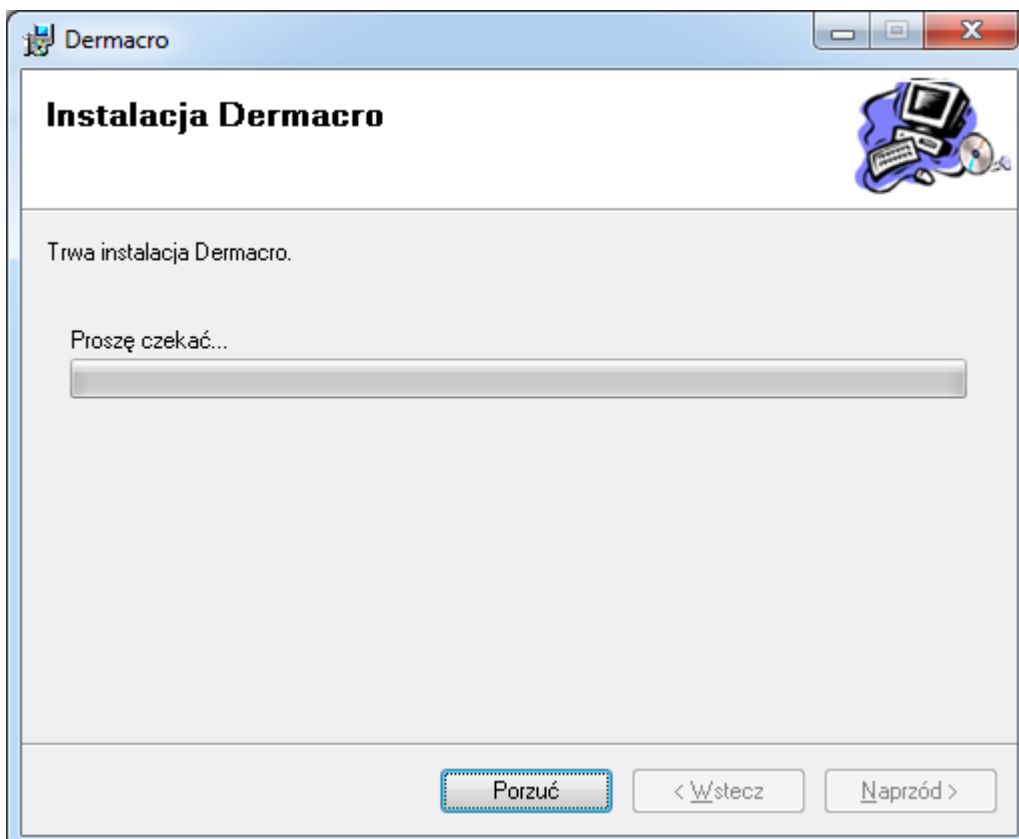 Dermacro
Instalacja Dermacro
Trwa instalacja Dermacro.
Proszę czekać...
Porzuć
< Wstecz
Naprzód >